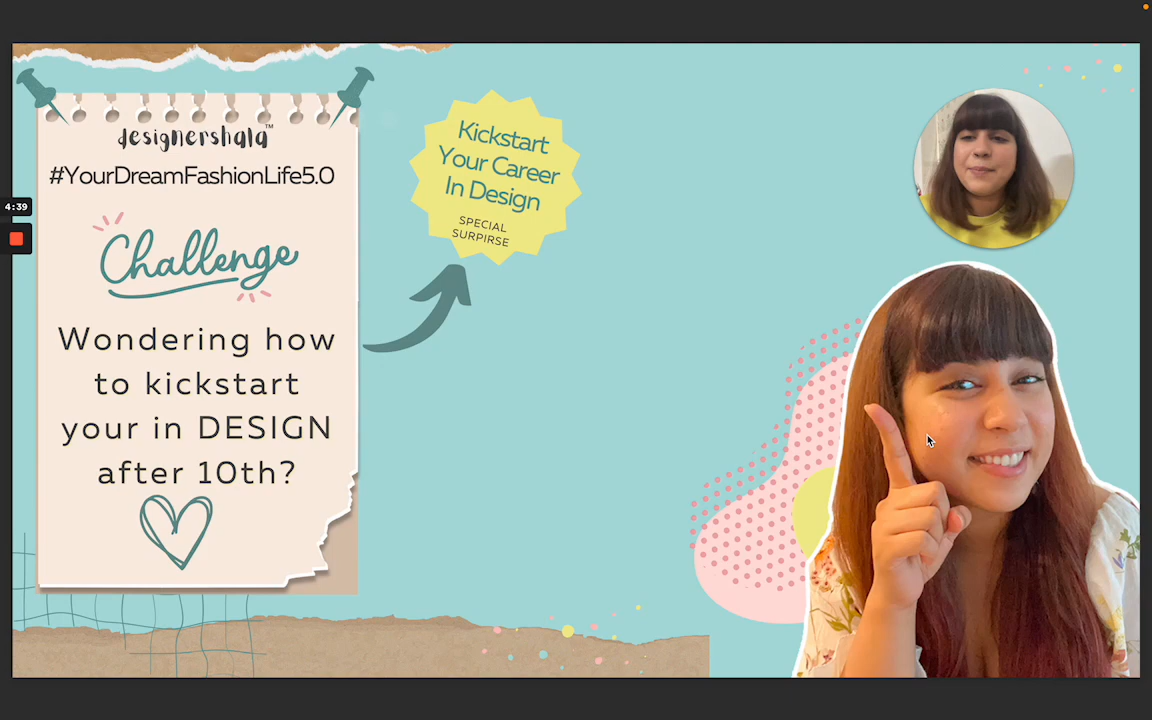 designershala™
#YourDreamFashionLife5.0
Challenge
Wondering how
to kickstart
your in DESIGN
after 10th?
Kickstart
Your Career
In Design
SPECIAL
SURPIRSE
4:39